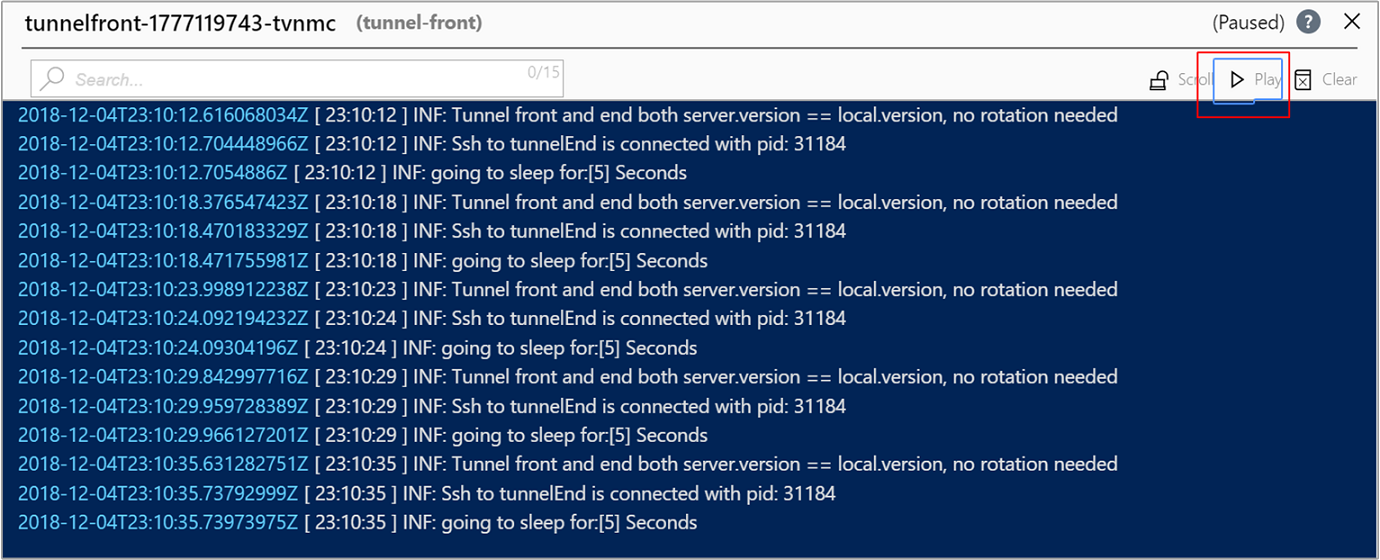 tunnelfront-1777119743-tvnmc (tunnel-front) (Paused) ? ×
Search... 0/15 Scroll Play Clear
2018-12-04T23:10:12.616068034Z [ 23:10:12 ] INF: Tunnel front and end both server.version == local.version, no rotation needed
2018-12-04T23:10:12.704448966Z [ 23:10:12 ] INF: Ssh to tunnelEnd is connected with pid: 31184
2018-12-04T23:10:12.7054886Z [ 23:10:12 ] INF: going to sleep for:[5] Seconds
2018-12-04T23:10:18.376547423Z [ 23:10:18 ] INF: Tunnel front and end both server.version == local.version, no rotation needed
2018-12-04T23:10:18.470183329Z [ 23:10:18 ] INF: Ssh to tunnelEnd is connected with pid: 31184
2018-12-04T23:10:18.471755981Z [ 23:10:18 ] INF: going to sleep for:[5] Seconds
2018-12-04T23:10:23.998912238Z [ 23:10:23 ] INF: Tunnel front and end both server.version == local.version, no rotation needed
2018-12-04T23:10:24.092194232Z [ 23:10:24 ] INF: Ssh to tunnelEnd is connected with pid: 31184
2018-12-04T23:10:24.09304196Z [ 23:10:24 ] INF: going to sleep for:[5] Seconds
2018-12-04T23:10:29.842997716Z [ 23:10:29 ] INF: Tunnel front and end both server.version == local.version, no rotation needed
2018-12-04T23:10:29.959728389Z [ 23:10:29 ] INF: Ssh to tunnelEnd is connected with pid: 31184
2018-12-04T23:10:29.966127201Z [ 23:10:29 ] INF: going to sleep for:[5] Seconds
2018-12-04T23:10:35.631282751Z [ 23:10:35 ] INF: Tunnel front and end both server.version == local.version, no rotation needed
2018-12-04T23:10:35.73792999Z [ 23:10:35 ] INF: Ssh to tunnelEnd is connected with pid: 31184
2018-12-04T23:10:35.73973975Z [ 23:10:35 ] INF: going to sleep for:[5] Seconds